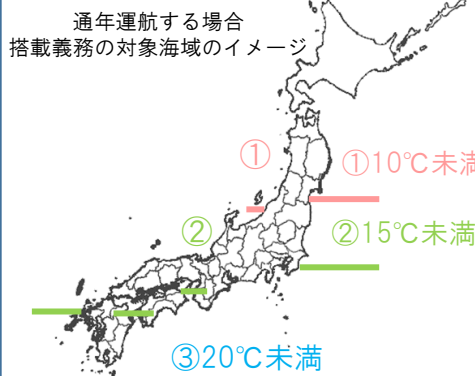 通年運航する場合
搭載義務の対象海域のイメージ
①
①10℃未満
②
②15℃未満
③20℃未満